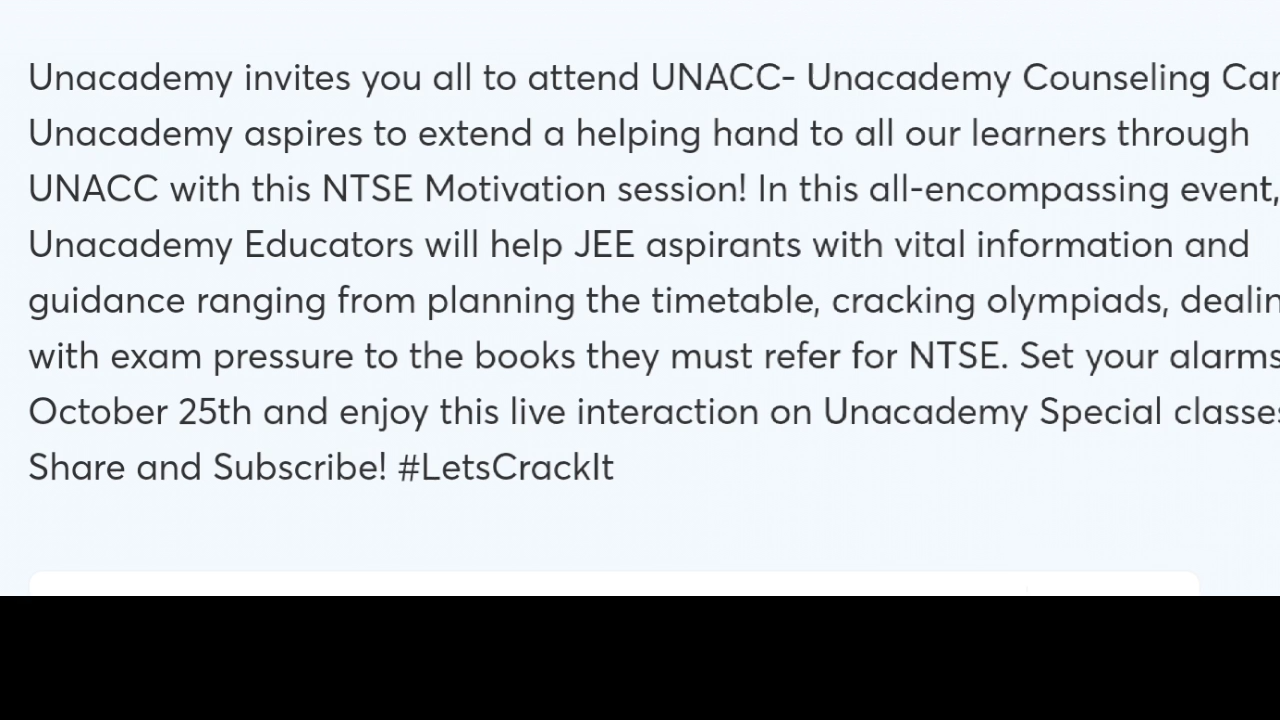 Unacademy invites you all to attend UNACC- Unacademy Counseling
Unacademy aspires to extend a helping hand to all our learners through
UNACC with this NTSE Motivation session! In this all-encompassing event,
Unacademy Educators will help JEE aspirants with vital information and
guidance ranging from planning the timetable, cracking olympiads,
with exam pressure to the books they must refer for NTSE. Set your alarms
October 25th and enjoy this live interaction on Unacademy Special classes
Share and Subscribe! #LetsCrackIt